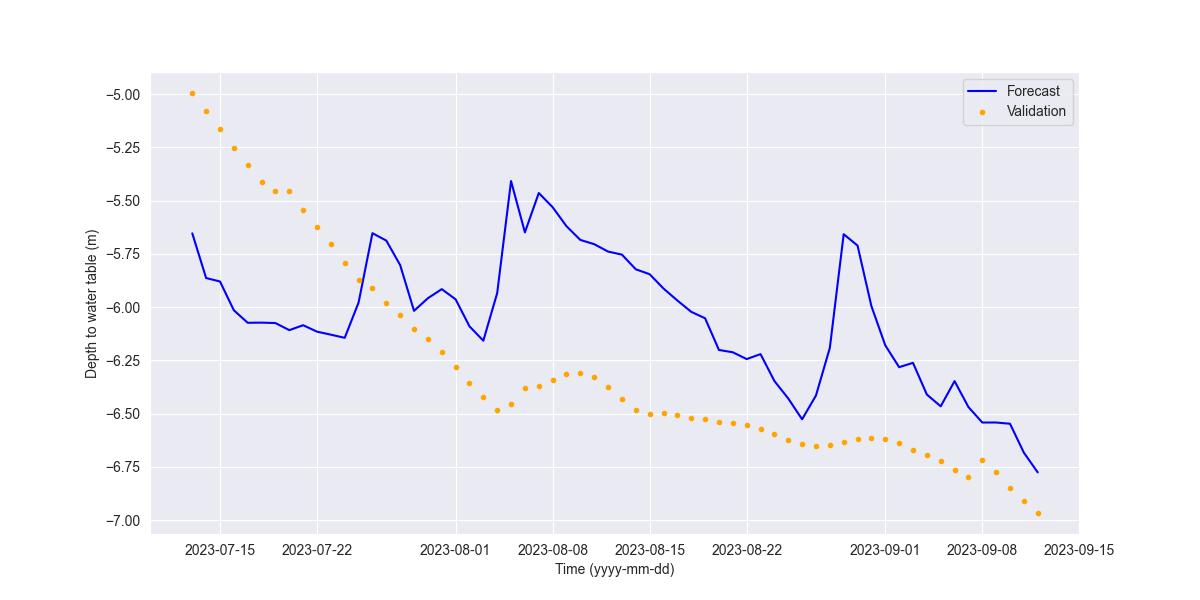 Forecast
Validation
Depth to water table (m)
−5.00
−5.25
−5.50
−5.75
−6.00
−6.25
−6.50
−6.75
−7.00
2023-07-15 2023-07-22 2023-08-01 2023-08-08 2023-08-15 2023-08-22 2023-09-01 2023-09-08 2023-09-15
Time (yyyy-mm-dd)